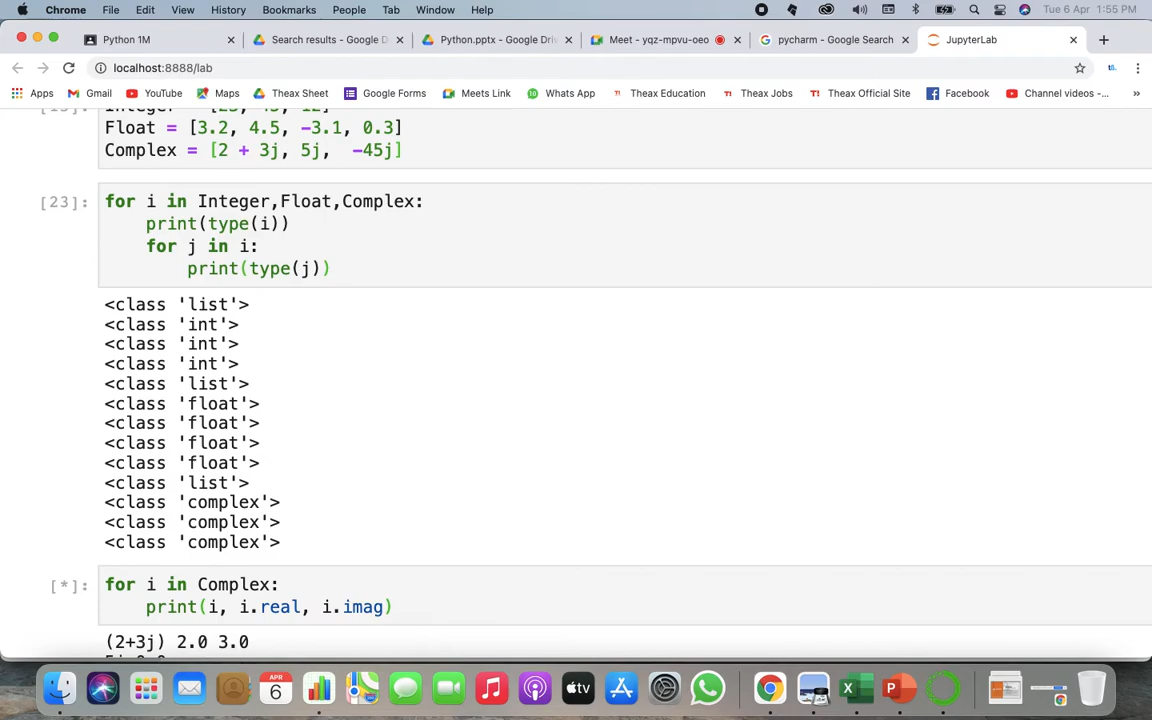 Chrome File Edit View History Bookmarks People Tab Window Help Tue 6 Apr 1:55 PM
Python 1M Search results - Google D Python.pptx - Google Driv Meet - yqz-mpvu-oeo pycharm - Google Search JupyterLab
localhost:8888/lab
Apps Gmail YouTube Maps Theax Sheet Google Forms Meets Link Whats App Theax Education Theax Jobs Theax Official Site Facebook Channel videos -...
Float = [3.2, 4.5, -3.1, 0.3]
Complex = [2 + 3j, 5j, -45j]
[23]: for i in Integer,Float,Complex:
print(type(i))
for j in i:
print(type(j))
<class 'list'>
<class 'int'>
<class 'int'>
<class 'int'>
<class 'list'>
<class 'float'>
<class 'float'>
<class 'float'>
<class 'float'>
<class 'list'>
<class 'complex'>
<class 'complex'>
<class 'complex'>
[*]: for i in Complex:
print(i, i.real, i.imag)
(2+3j) 2.0 3.0
APR
6
tv